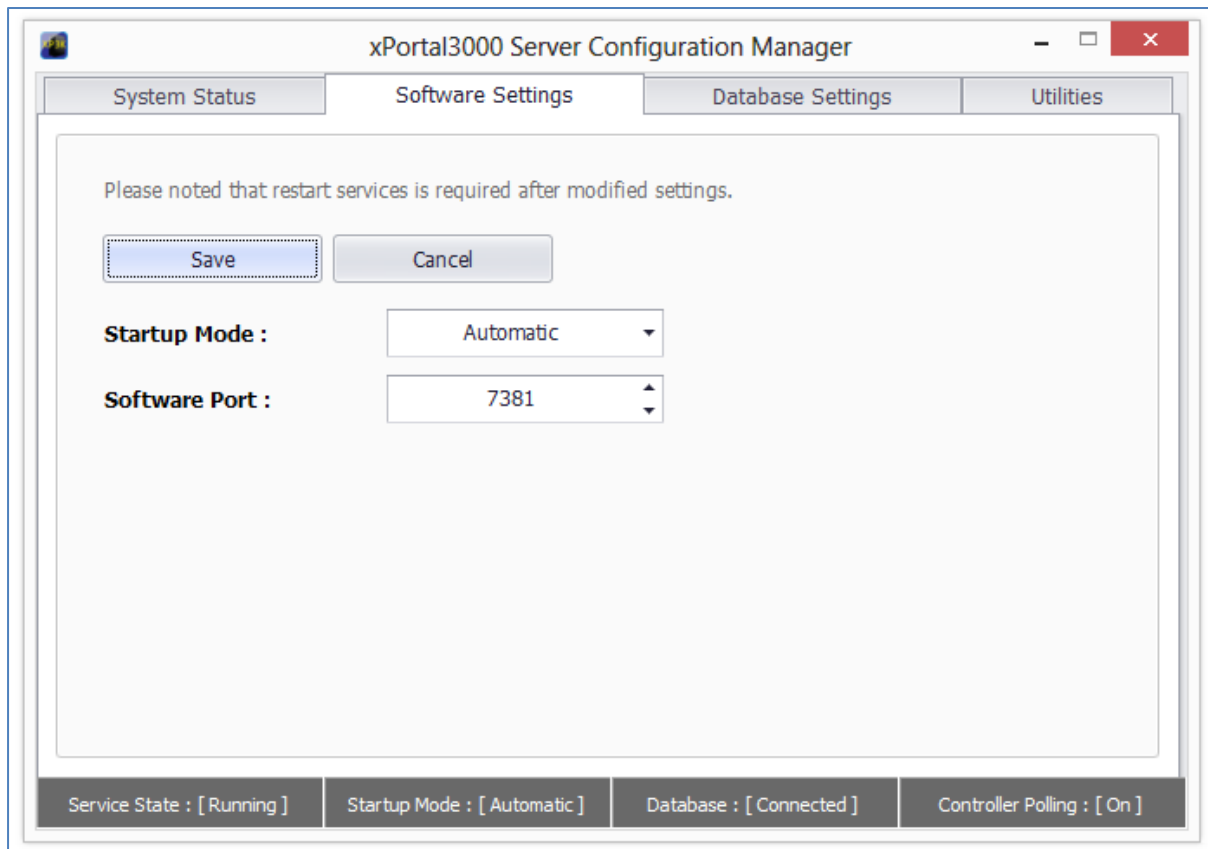 xPortal3000 Server Configuration Manager
System Status Software Settings Database Settings Utilities
Please noted that restart services is required after modified settings.
Save Cancel
Startup Mode : Automatic
Software Port : 7381
Service State : [ Running ] Startup Mode : [ Automatic ] Database : [ Connected ] Controller Polling : [ On ]